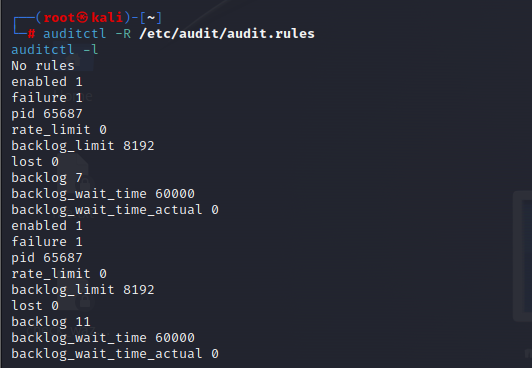 ┌──(root㉿kali)-[~]
└─# auditctl -R /etc/audit/audit.rules
auditctl -l
No rules
enabled 1
failure 1
pid 65687
rate_limit 0
backlog_limit 8192
lost 0
backlog 7
backlog_wait_time 60000
backlog_wait_time_actual 0
enabled 1
failure 1
pid 65687
rate_limit 0
backlog_limit 8192
lost 0
backlog 11
backlog_wait_time 60000
backlog_wait_time_actual 0